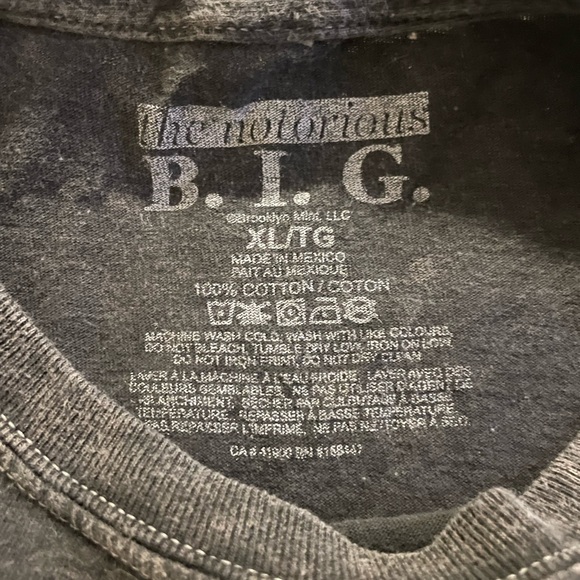 the notorious
B. I. G.
©Brooklyn Mint, LLC
XL/TG
MADE IN MEXICO
FAIT AU MEXIQUE
100% COTTON / COTON
MACHINE WASH COLD, WASH WITH LIKE COLOURS,
DO NOT BLEACH, TUMBLE DRY LOW, IRON ON LOW,
DO NOT IRON PRINT, DO NOT DRY CLEAN
LAVER À LA MACHINE À L'EAU FROIDE, LAVER AVEC DES
COULEURS SEMBLABLES, NE PAS UTILISER D'AGENT DE
BLANCHIMENT, SÉCHER PAR CULBUTAGE À BASSE
TEMPÉRATURE, REPASSER À BASSE TEMPÉRATURE,
PAS REPASSER L'IMPRIMÉ, NE PAS NETTOYER À SEC
CA# 41900 RN #